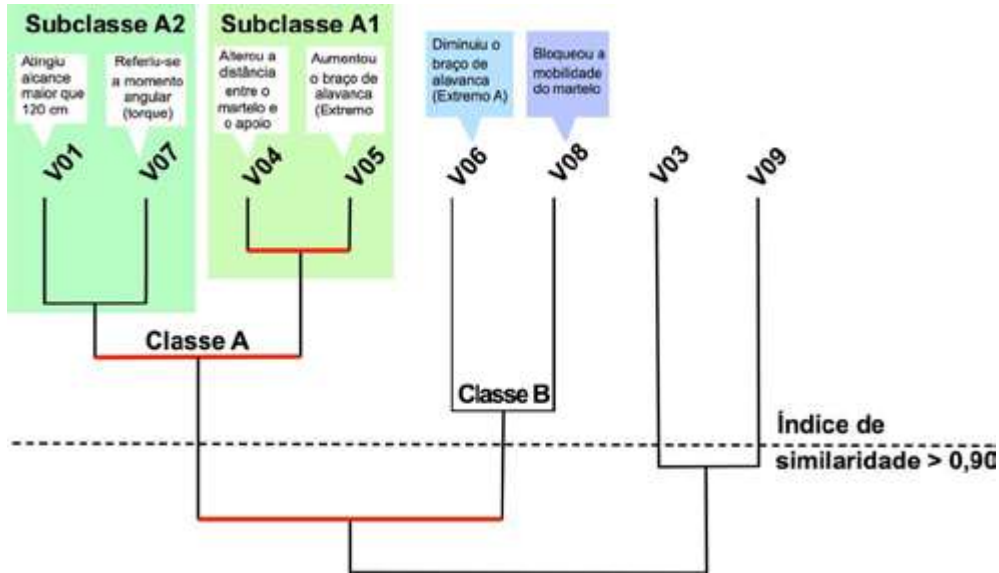 Subclasse A2
Subclasse A1
Atingiu
alcance
maior que
120 cm
Referiu-se
a momento
angular
(torque)
Alterou a
distância
entre o
martelo e
o apoio
Aumentou
o braço de
alavanca
(Extremo
Diminuiu o
braço de
alavanca
(Extremo A)
Bloqueou a
mobilidade
do martelo
V01
V07
V04
V05
V06
V08
V03
V09
Classe A
Classe B
Índice de
similaridade > 0,90